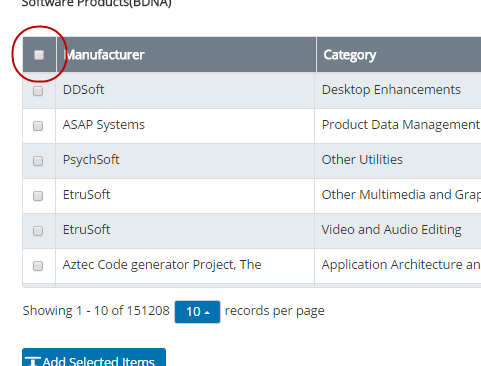 Software Products(BDNA)
Manufacturer Category
DDSoft Desktop Enhancements
ASAP Systems Product Data Management
PsychSoft Other Utilities
EtruSoft Other Multimedia and Grap
EtruSoft Video and Audio Editing
Aztec Code generator Project, The Application Architecture an
Showing 1 - 10 of 151208 10 records per page
Add Selected Items